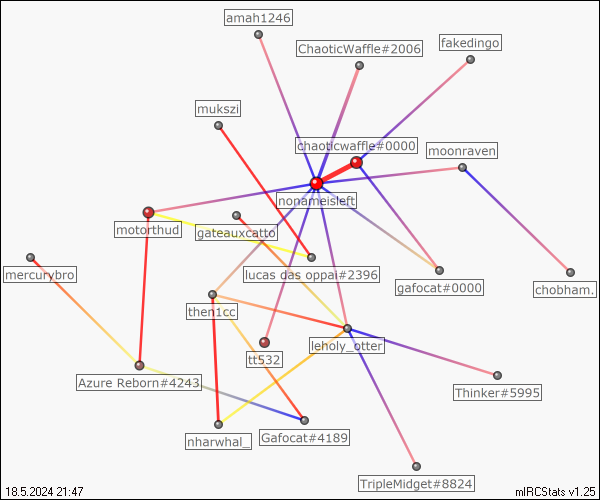 amah1246
ChaoticWaffle#2006
fakedingo
mukszi
chaoticwaffle#0000
moonraven
nonameisleft
motorthud
gateauxcatto
lucas das oppai#2396
mercurybro
gafocat#0000
chobham.
then1cc
leholy_otter
tt532
Azure Reborn#4243
Thinker#5995
nharwhal_
Gafocat#4189
TripleMidget#8824
18.5.2024 21:47
mIRCStats v1.25